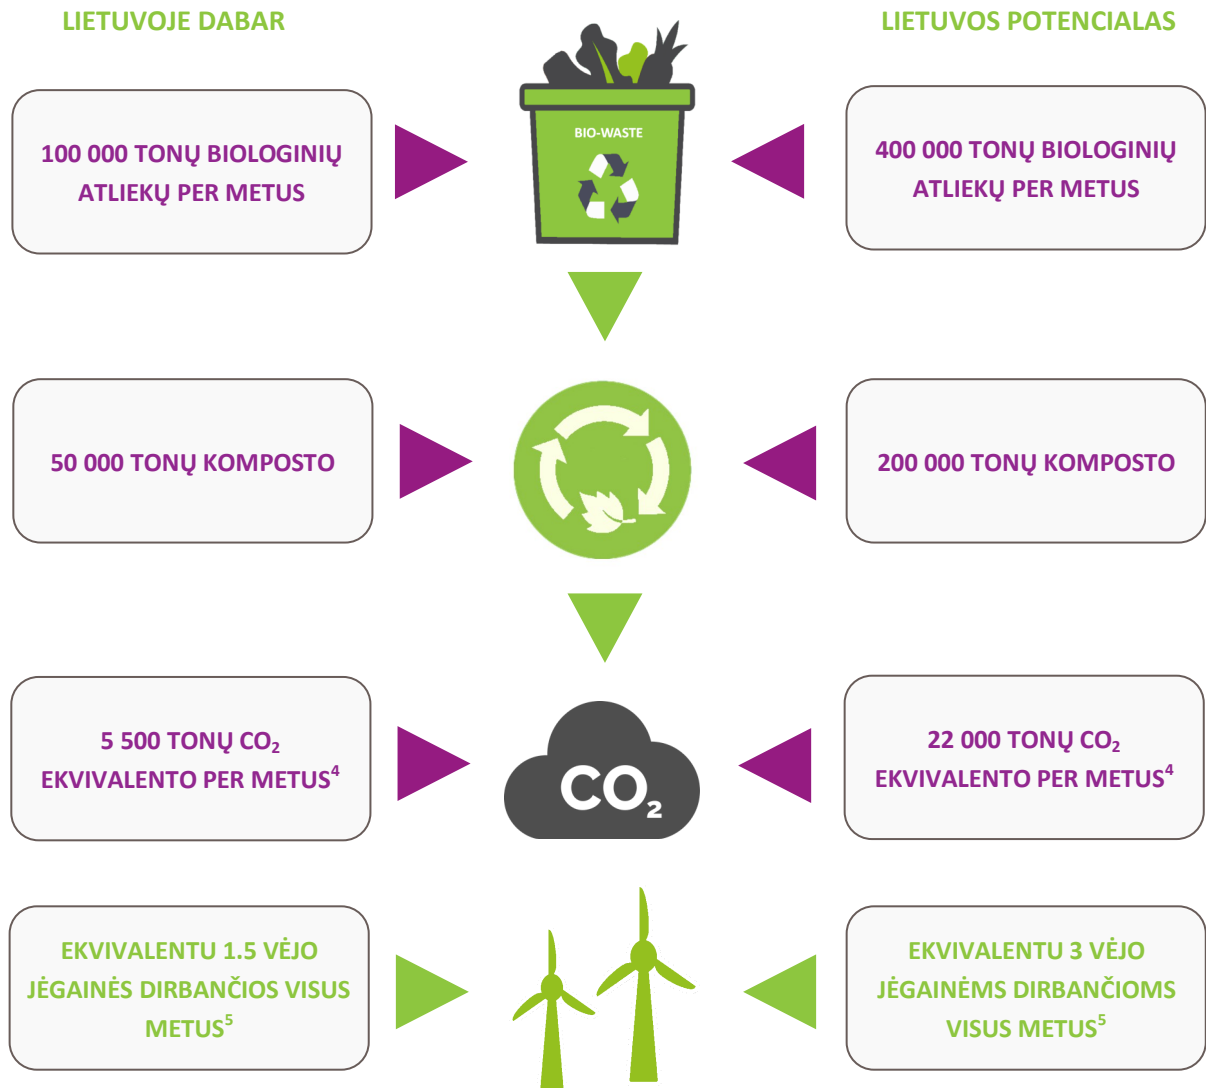 LIETUVOJE DABAR
LIETUVOS POTENCIALAS
100 000 TONŲ BIOLOGINIŲ
ATLIEKŲ PER METUS
BIO-WASTE
400 000 TONŲ BIOLOGINIŲ
ATLIEKŲ PER METUS
50 000 TONŲ KOMPOSTO
200 000 TONŲ KOMPOSTO
5 500 TONŲ CO₂
EKVIVALENTO PER METUS⁴
CO₂
22 000 TONŲ CO₂
EKVIVALENTO PER METUS⁴
EKVIVALENTU 1.5 VĖJO
JĖGAINĖS DIRBANČIOS VISUS
METUS⁵
EKVIVALENTU 3 VĖJO
JĖGAINĖMS DIRBANČIOMS
VISUS METUS⁵